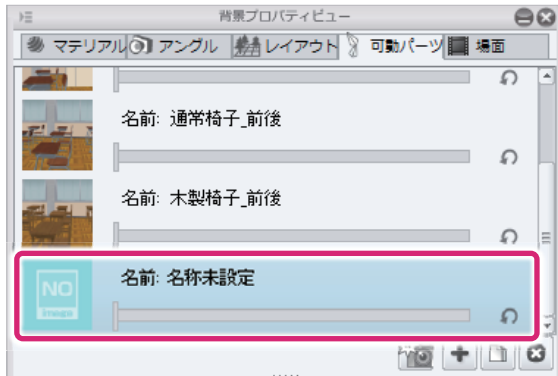 背景プロパティビュー
マテリアル アングル レイアウト 可動パーツ 場面
名前: 通常椅子_前後
名前: 木製椅子_前後
NO
image
名前: 名称未設定